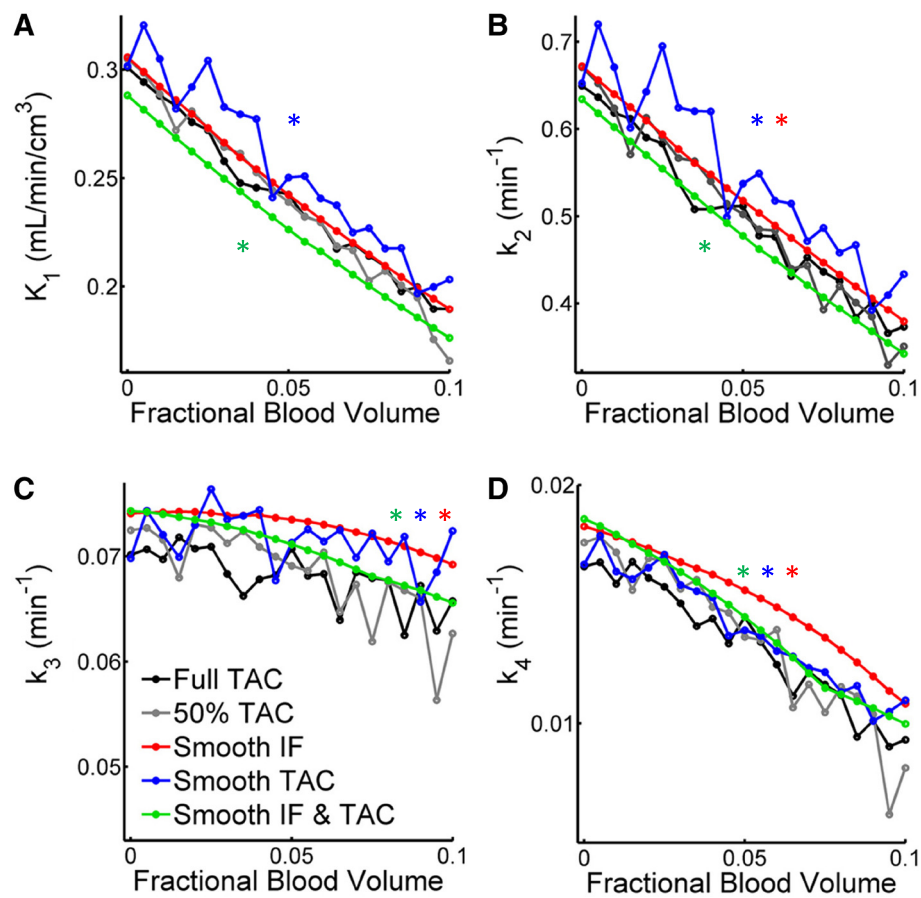 A
B
K1 (mL/min/cm³)
0.3
0.25
0.2
*
*
0
0.05
0.1
Fractional Blood Volume
k2 (min⁻¹)
0.7
0.6
0.5
0.4
* *
*
0
0.05
0.1
Fractional Blood Volume
C
D
k3 (min⁻¹)
0.07
0.06
0.05
* * *
Full TAC
50% TAC
Smooth IF
Smooth TAC
Smooth IF & TAC
0
0.05
0.1
Fractional Blood Volume
k4 (min⁻¹)
0.02
0.01
* * *
0
0.05
0.1
Fractional Blood Volume